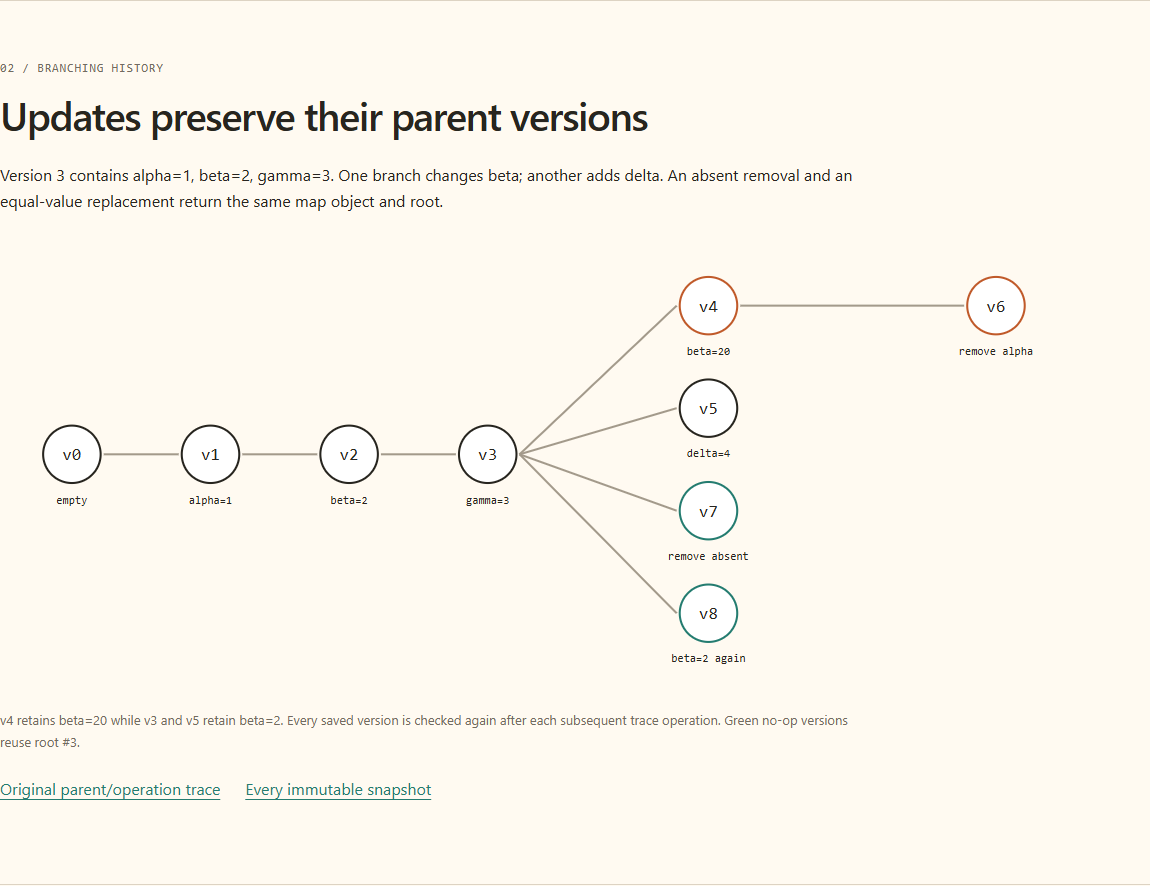 02 / BRANCHING HISTORY
Updates preserve their parent versions
Version 3 contains alpha=1, beta=2, gamma=3. One branch changes beta; another adds delta. An absent removal and an
equal-value replacement return the same map object and root.
v4
beta=20
v6
remove alpha
v5
delta=4
v0
empty
v1
alpha=1
v2
beta=2
v3
gamma=3
v7
remove absent
v8
beta=2 again
v4 retains beta=20 while v3 and v5 retain beta=2. Every saved version is checked again after each subsequent trace operation. Green no-op versions
reuse root #3.
Original parent/operation trace
Every immutable snapshot